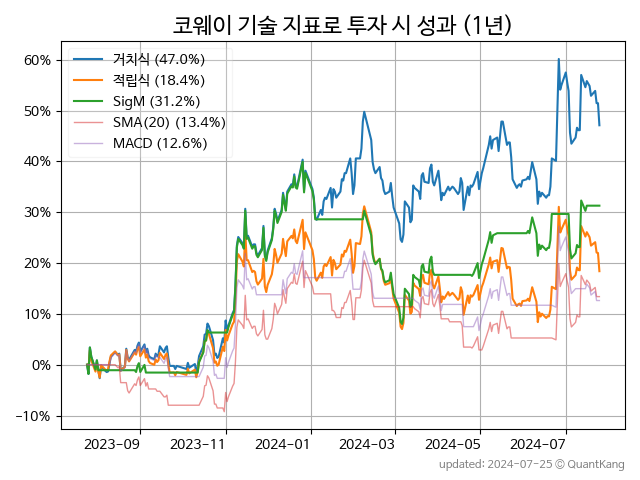 코웨이 기술 지표로 투자 시 성과 (1년)
거치식 (47.0%)
적립식 (18.4%)
SigM (31.2%)
SMA(20) (13.4%)
MACD (12.6%)
60%
50%
40%
30%
20%
10%
0%
−10%
2023-09
2023-11
2024-01
2024-03
2024-05
2024-07
updated: 2024-07-25 © QuantKang